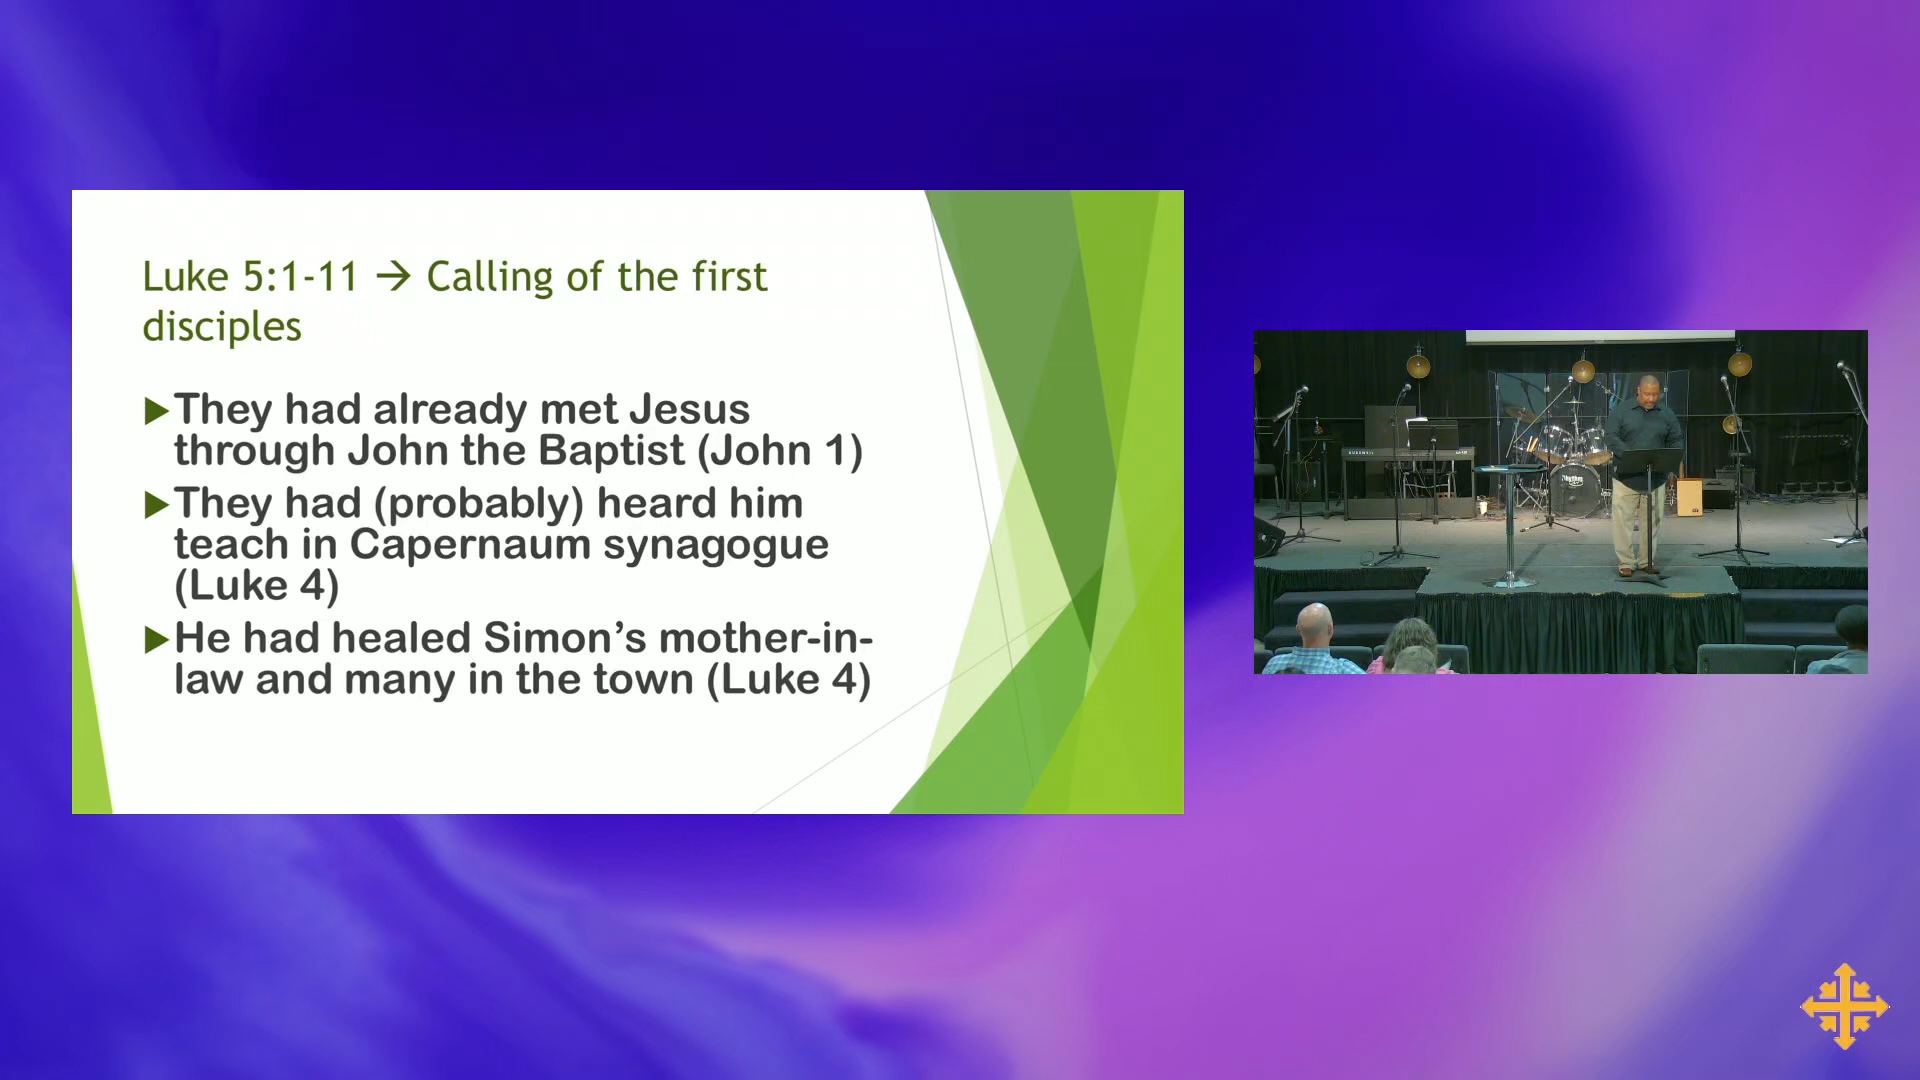 Luke 5:1-11 → Calling of the first
disciples
They had already met Jesus
through John the Baptist (John 1)
They had (probably) heard him
teach in Capernaum synagogue
(Luke 4)
He had healed Simon’s mother-in-
law and many in the town (Luke 4)